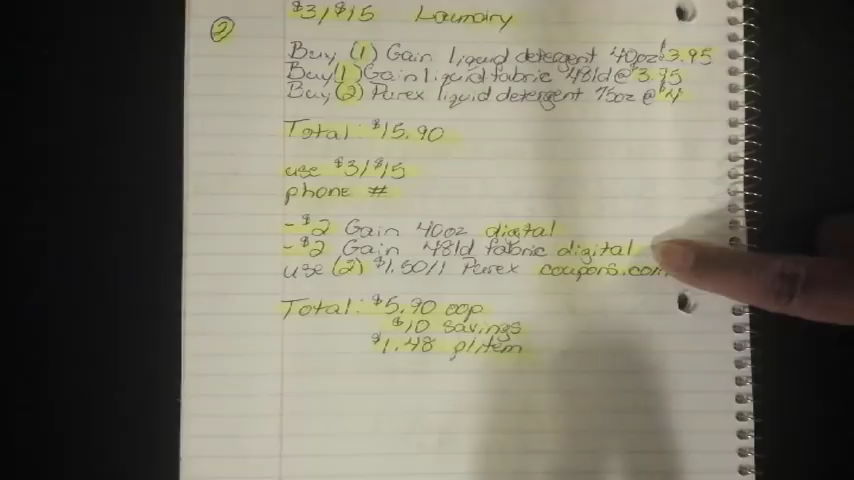 $3/$15 Laundry
②
Buy (1) Gain liquid detergent 40oz $3.95
Buy (1) Gain liquid fabric 48ld @ $3.95
Buy (2) Purex liquid detergent 75oz @ $4
Total: $15.90
use $3/$15
phone #
- $2 Gain 40oz digital
- $2 Gain 48ld fabric digital
use (2) $1.50/1 Purex coupons.com
Total: $5.90 oop
$10 savings
$1.48 p/item